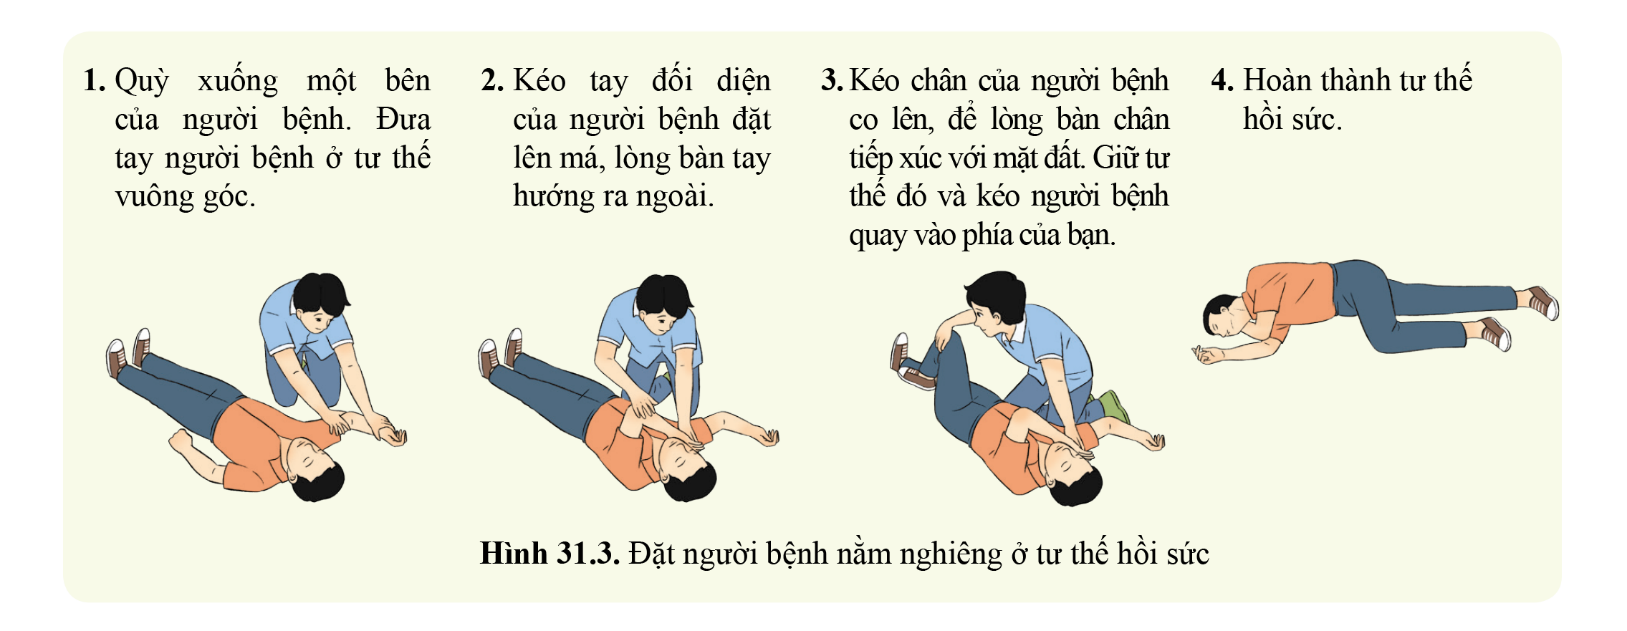 1. Quỳ xuống một bên
của người bệnh. Đưa
tay người bệnh ở tư thế
vuông góc.
2. Kéo tay đối diện
của người bệnh đặt
lên má, lòng bàn tay
hướng ra ngoài.
3. Kéo chân của người bệnh
co lên, để lòng bàn chân
tiếp xúc với mặt đất. Giữ tư
thế đó và kéo người bệnh
quay vào phía của bạn.
4. Hoàn thành tư thế
hồi sức.
Hình 31.3. Đặt người bệnh nằm nghiêng ở tư thế hồi sức